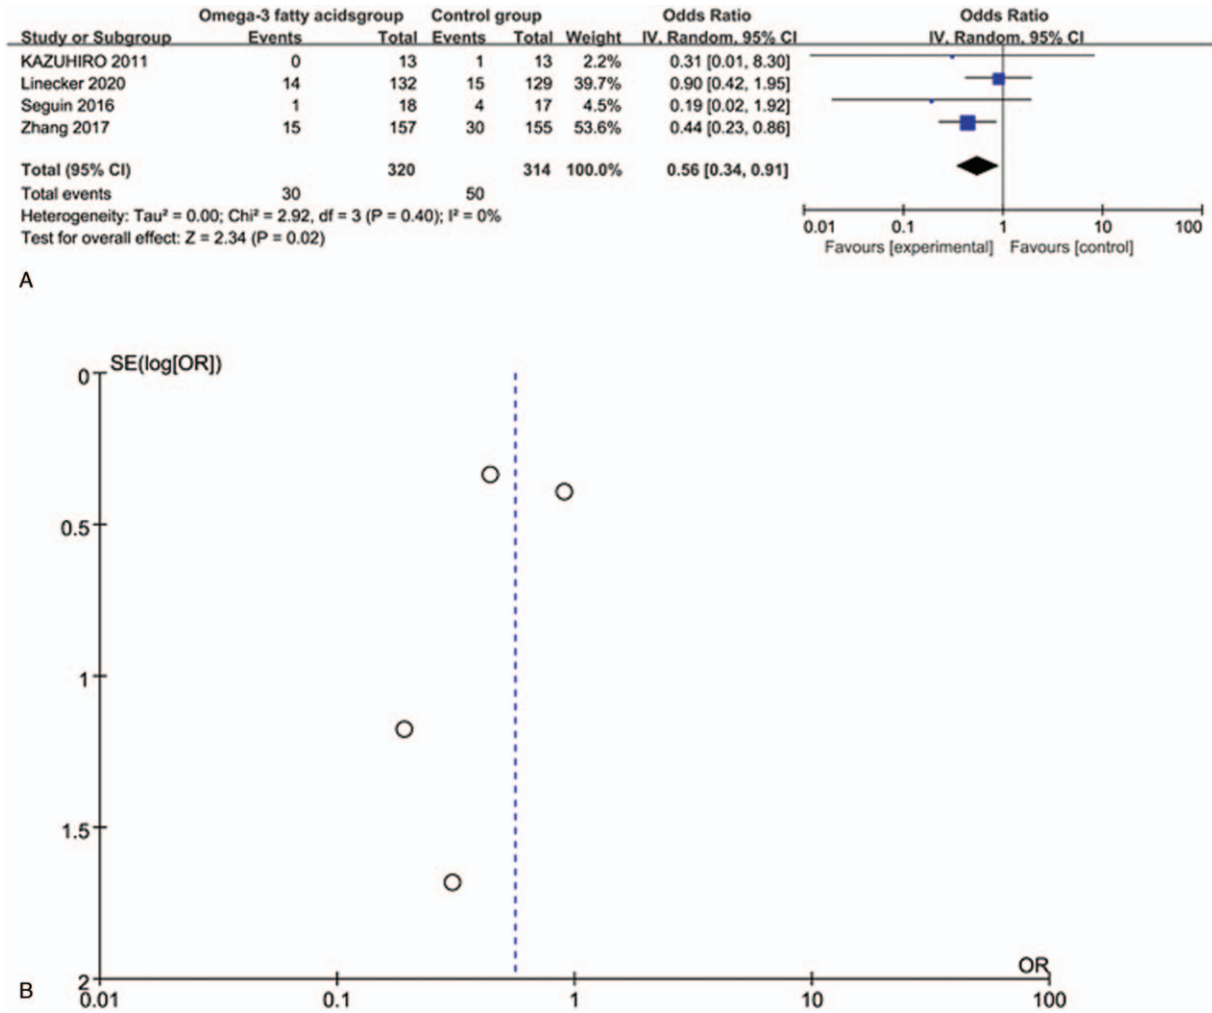 Omega-3 fatty acidsgroup Control group Odds Ratio Odds Ratio
Study or Subgroup Events Total Events Total Weight IV, Random, 95% CI IV, Random, 95% CI
KAZUHIRO 2011 0 13 1 13 2.2% 0.31 [0.01, 8.30]
Linecker 2020 14 132 15 129 39.7% 0.90 [0.42, 1.95]
Seguin 2016 1 18 4 17 4.5% 0.19 [0.02, 1.92]
Zhang 2017 15 157 30 155 53.6% 0.44 [0.23, 0.86]
Total (95% CI) 320 314 100.0% 0.56 [0.34, 0.91]
Total events 30 50
Heterogeneity: Tau² = 0.00; Chi² = 2.92, df = 3 (P = 0.40); I² = 0%
Test for overall effect: Z = 2.34 (P = 0.02)
0.01 0.1 1 10 100
Favours [experimental] Favours [control]
A
SE(log[OR])
0
0.5
1
1.5
2
OR
0.01 0.1 1 10 100
B